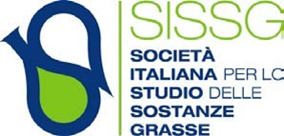 SISSG
SOCIETÀ
ITALIANA PER LO
STUDIO DELLE
SOSTANZE
GRASSE